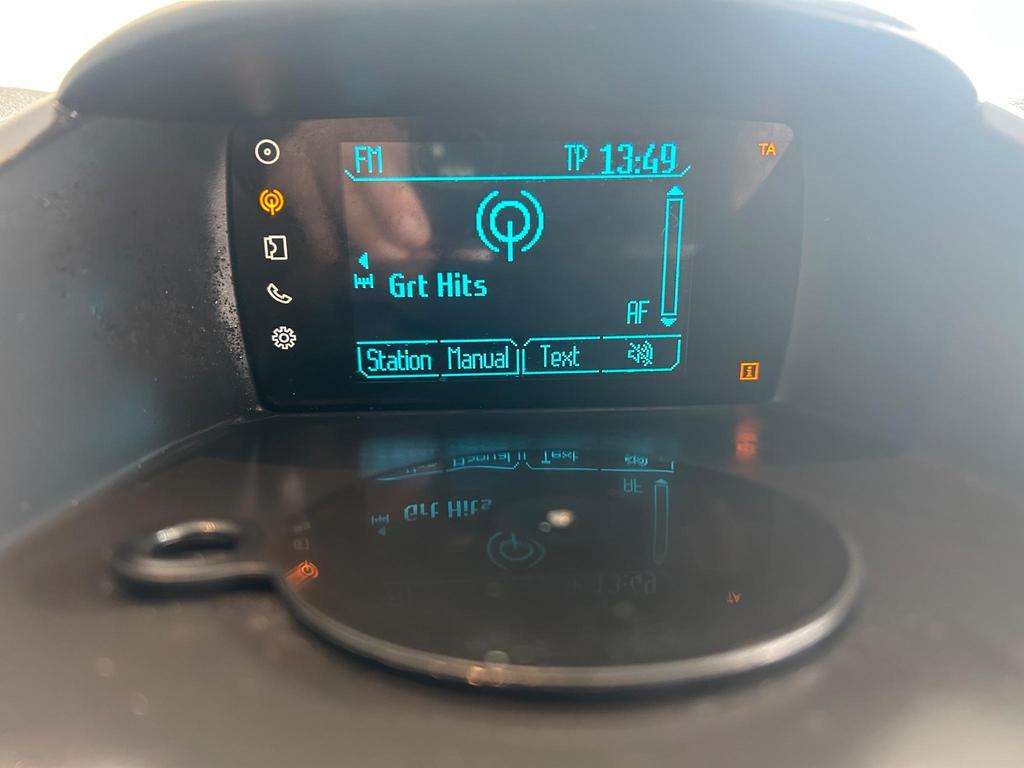 FM TP 13:49 TA
Grt Hits
AF
Station Manual Text
i